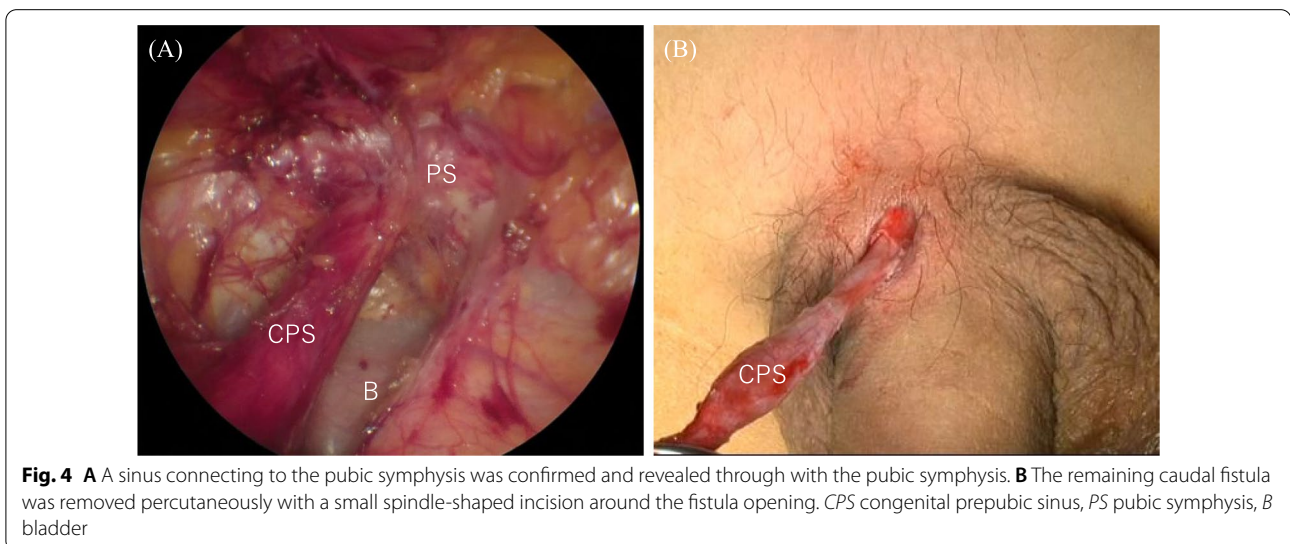 (A)
(B)
PS
CPS
B
CPS
Fig. 4 A A sinus connecting to the pubic symphysis was confirmed and revealed through with the pubic symphysis. B The remaining caudal fistula
was removed percutaneously with a small spindle-shaped incision around the fistula opening. CPS congenital prepubic sinus, PS pubic symphysis, B
bladder